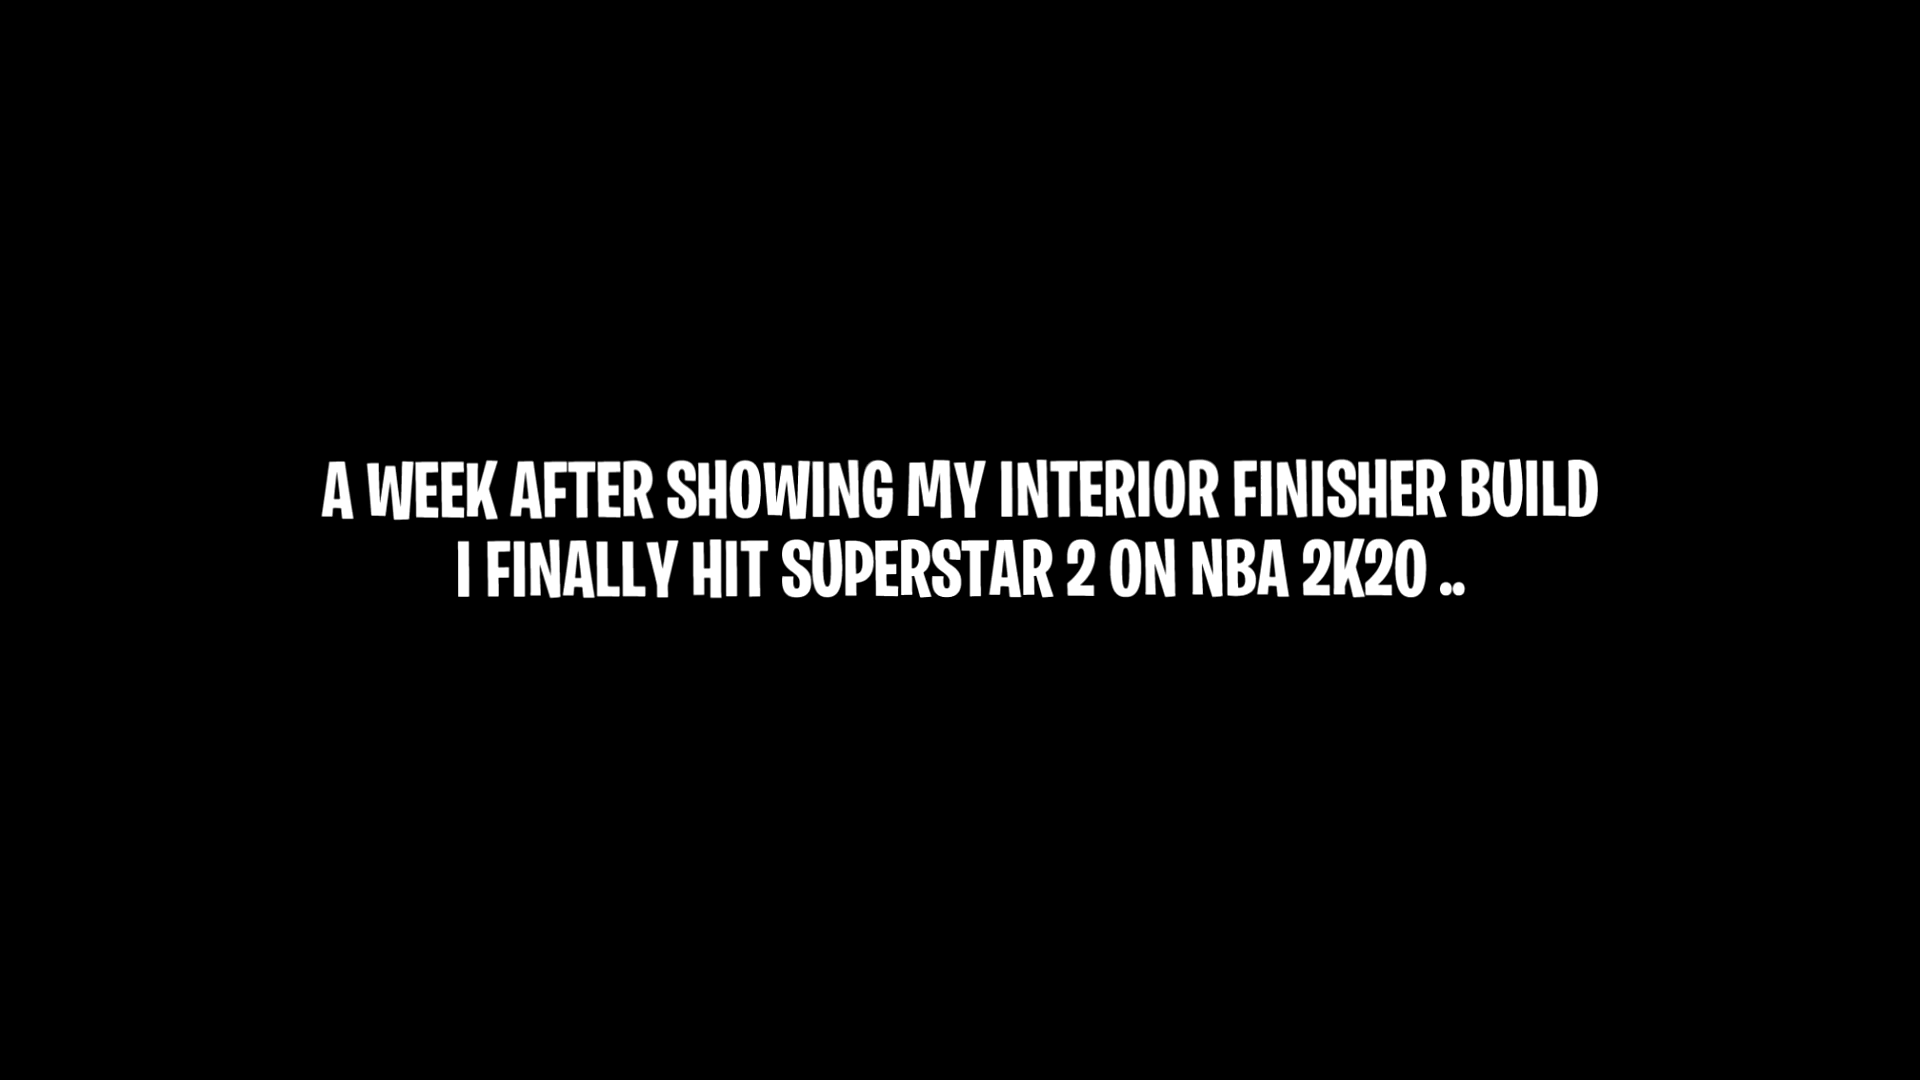 A WEEK AFTER SHOWING MY INTERIOR FINISHER BUILD
I FINALLY HIT SUPERSTAR 2 ON NBA 2K20 ..